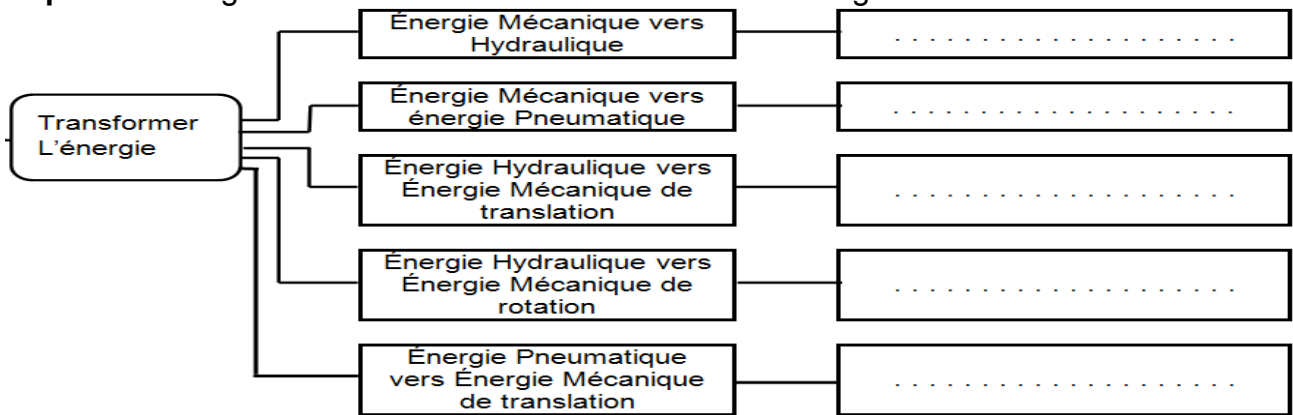 Énergie Mécanique vers
Hydraulique
. . . . . . . . . . . . . . . . . . . . .
Transformer
L'énergie
Énergie Mécanique vers
énergie Pneumatique
. . . . . . . . . . . . . . . . . . . . .
Énergie Hydraulique vers
Énergie Mécanique de
translation
. . . . . . . . . . . . . . . . . . . . .
Énergie Hydraulique vers
Énergie Mécanique de
rotation
. . . . . . . . . . . . . . . . . . . . .
Énergie Pneumatique
vers Énergie Mécanique
de translation
. . . . . . . . . . . . . . . . . . . . .